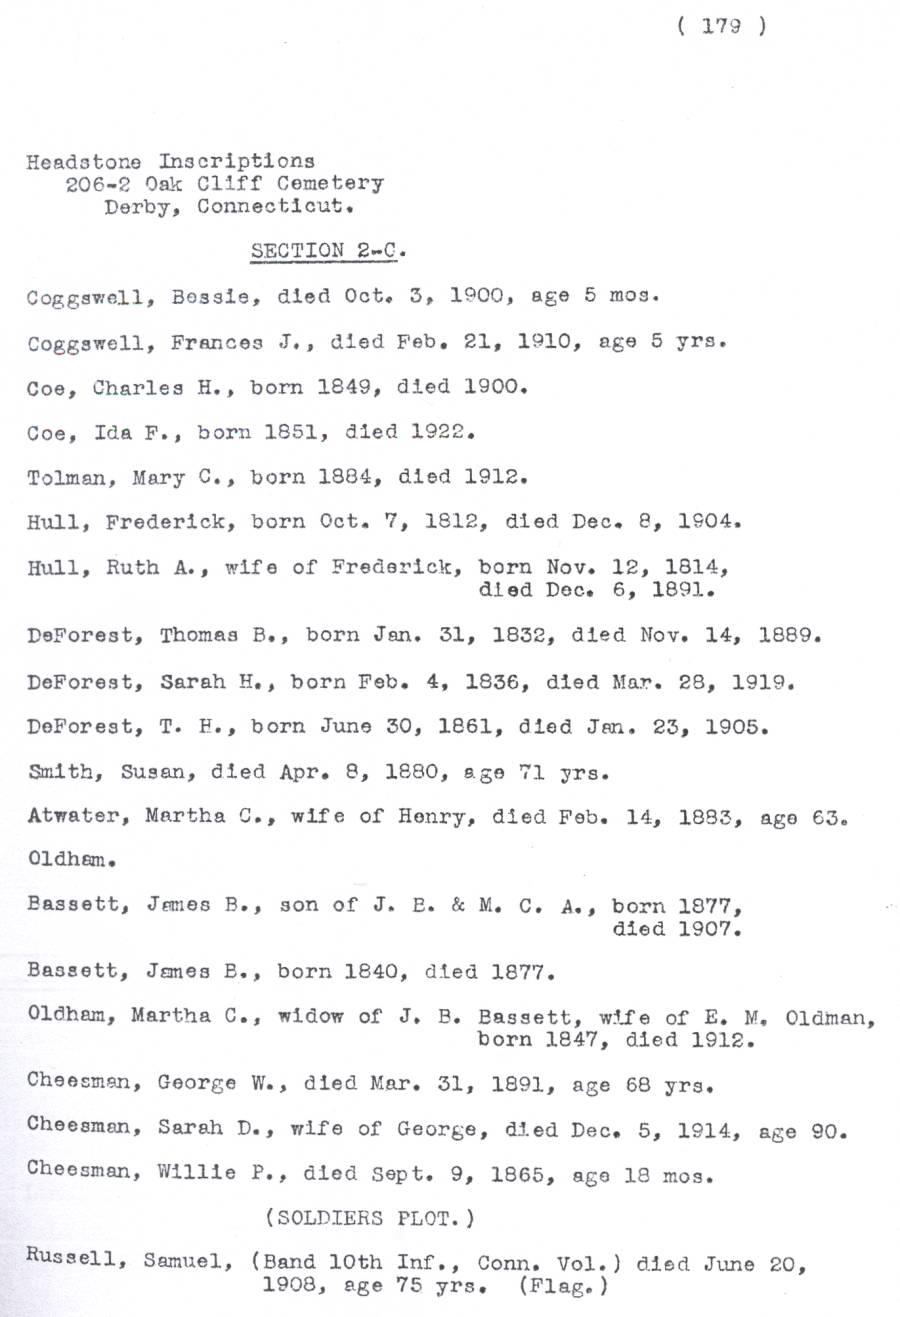 ( 179 )
Headstone Inscriptions
206-2 Oak Cliff Cemetery
Derby, Connecticut.
SECTION 2-C.
Coggswell, Bessie, died Oct. 3, 1900, age 5 mos.
Coggswell, Frances J., died Feb. 21, 1910, age 5 yrs.
Coe, Charles H., born 1849, died 1900.
Coe, Ida F., born 1851, died 1922.
Tolman, Mary C., born 1884, died 1912.
Hull, Frederick, born Oct. 7, 1812, died Dec. 8, 1904.
Hull, Ruth A., wife of Frederick, born Nov. 12, 1814,
died Dec. 6, 1891.
DeForest, Thomas B., born Jan. 31, 1832, died Nov. 14, 1889.
DeForest, Sarah H., born Feb. 4, 1836, died Mar. 28, 1919.
DeForest, T. H., born June 30, 1861, died Jan. 23, 1905.
Smith, Susan, died Apr. 8, 1880, age 71 yrs.
Atwater, Martha C., wife of Henry, died Feb. 14, 1883, age 63.
Oldham.
Bassett, James B., son of J. B. & M. C. A., born 1877,
died 1907.
Bassett, James B., born 1840, died 1877.
Oldham, Martha C., widow of J. B. Bassett, wife of E. M. Oldman,
born 1847, died 1912.
Cheesman, George W., died Mar. 31, 1891, age 68 yrs.
Cheesman, Sarah D., wife of George, died Dec. 5, 1914, age 90.
Cheesman, Willie P., died Sept. 9, 1865, age 18 mos.
(SOLDIERS PLOT.)
Russell, Samuel, (Band 10th Inf., Conn. Vol.) died June 20,
1908, age 75 yrs. (Flag.)